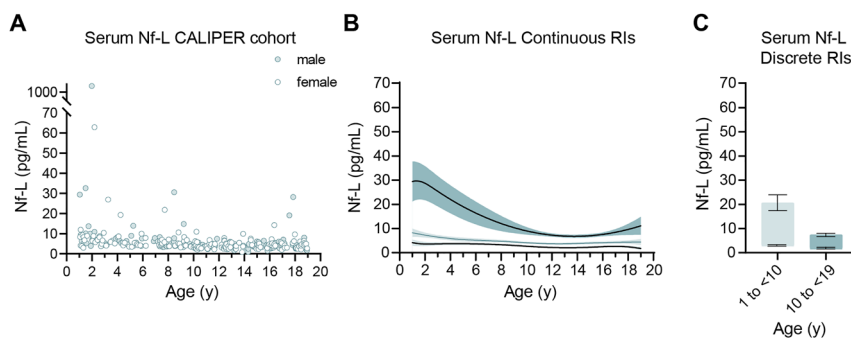 A
Serum Nf-L CALIPER cohort
male
female
Nf-L (pg/mL)
1000
70
60
50
40
30
20
10
0
0 2 4 6 8 10 12 14 16 18 20
Age (y)
B
Serum Nf-L Continuous RIs
Nf-L (pg/mL)
70
60
50
40
30
20
10
0
0 2 4 6 8 10 12 14 16 18 20
Age (y)
C
Serum Nf-L
Discrete RIs
Nf-L (pg/mL)
70
60
50
40
30
20
10
0
1 to <10
10 to <19
Age (y)